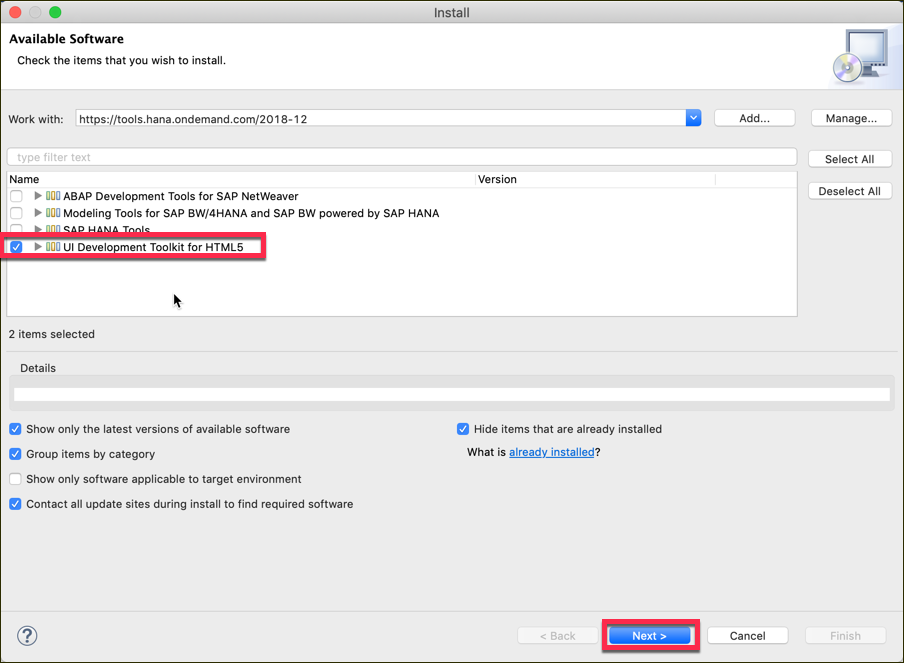 Install
Available Software
Check the items that you wish to install.
Work with: https://tools.hana.ondemand.com/2018-12 Add... Manage...
type filter text Select All
Name Version
Deselect All
ABAP Development Tools for SAP NetWeaver
Modeling Tools for SAP BW/4HANA and SAP BW powered by SAP HANA
SAP HANA Tools
UI Development Toolkit for HTML5
2 items selected
Details
Show only the latest versions of available software Hide items that are already installed
Group items by category What is already installed?
Show only software applicable to target environment
Contact all update sites during install to find required software
? < Back Next > Cancel Finish